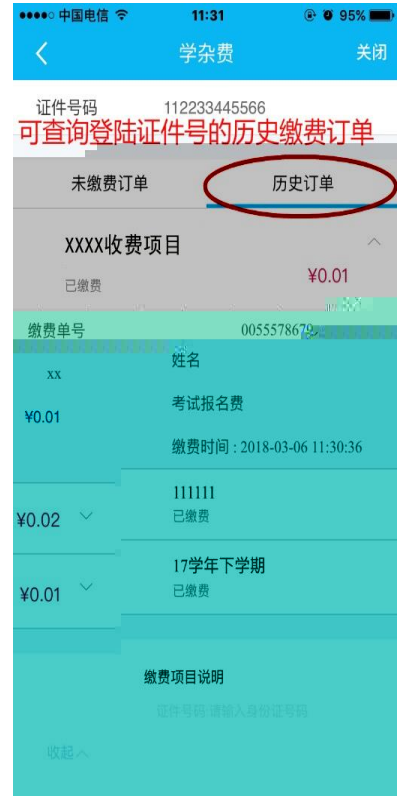 中国电信 11:31 95%
学杂费 关闭
证件号码 112233445566
可查询登陆证件号的历史缴费订单
未缴费订单 历史订单
XXXX收费项目
已缴费 ¥0.01
缴费单号 0055578679
姓名
xx
考试报名费
¥0.01
缴费时间 : 2018-03-06 11:30:36
111111
¥0.02
已缴费
17学年下学期
¥0.01
已缴费
缴费项目说明
证件号码:请输入身份证号码
收起